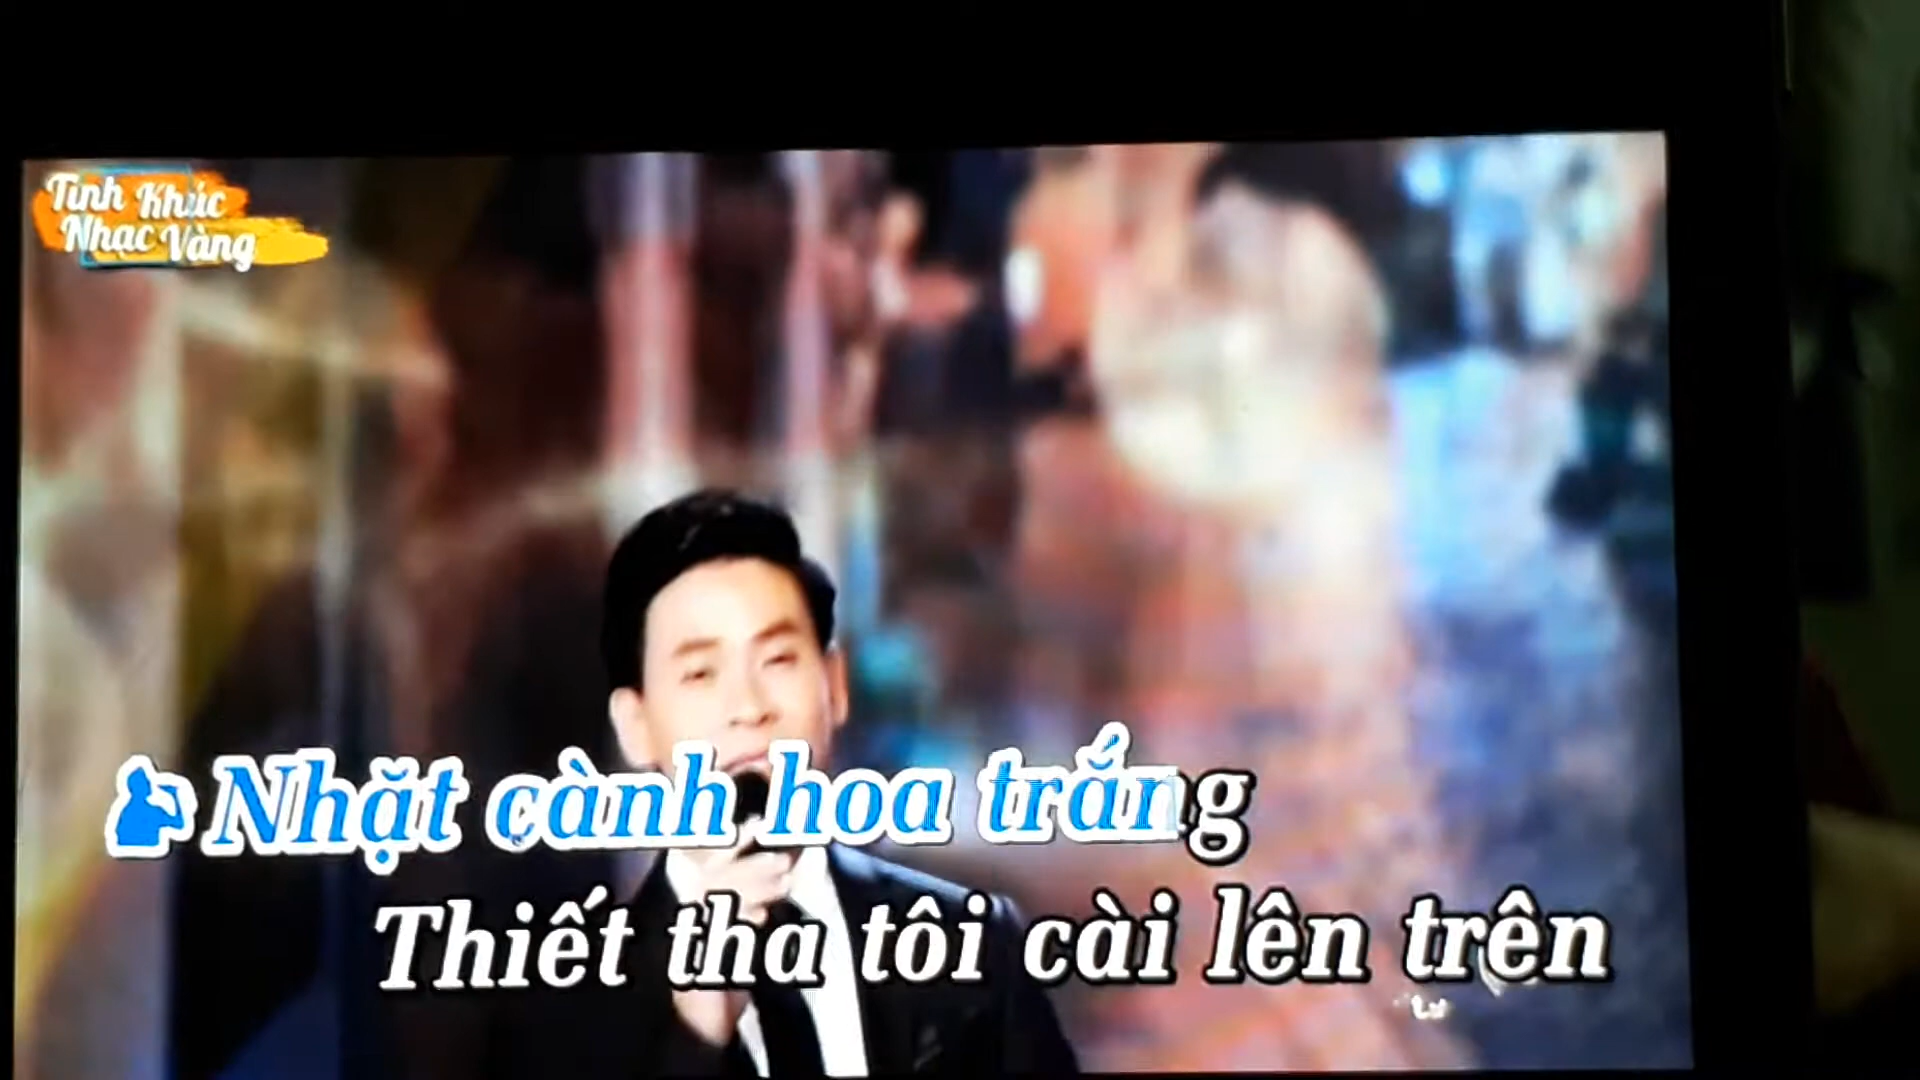 Tình Khúc
Nhạc Vàng
Nhặt cành hoa trắng
Thiết tha tôi cài lên trên